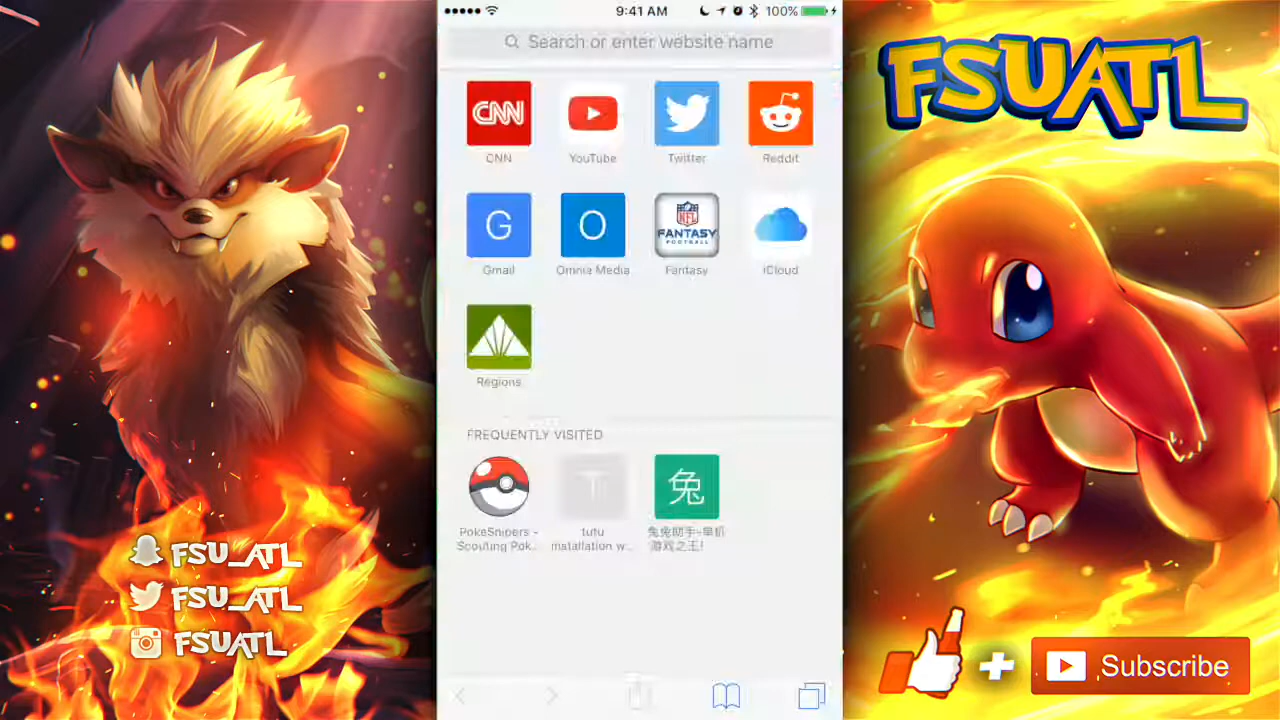 9:41 AM
100%
Search or enter website name
CNN
CNN
YouTube
Twitter
Reddit
G
O
NFL
FANTASY
FOOTBALL
Gmail
Omnia Media
Fantasy
iCloud
Regions
FREQUENTLY VISITED
T
兔
PokeSnipers -
Scouting Pok...
tutu
installation w...
兔兔助手-单机
游戏之王!
FSU_ATL
FSU_ATL
FSUATL
FSUATL
Subscribe